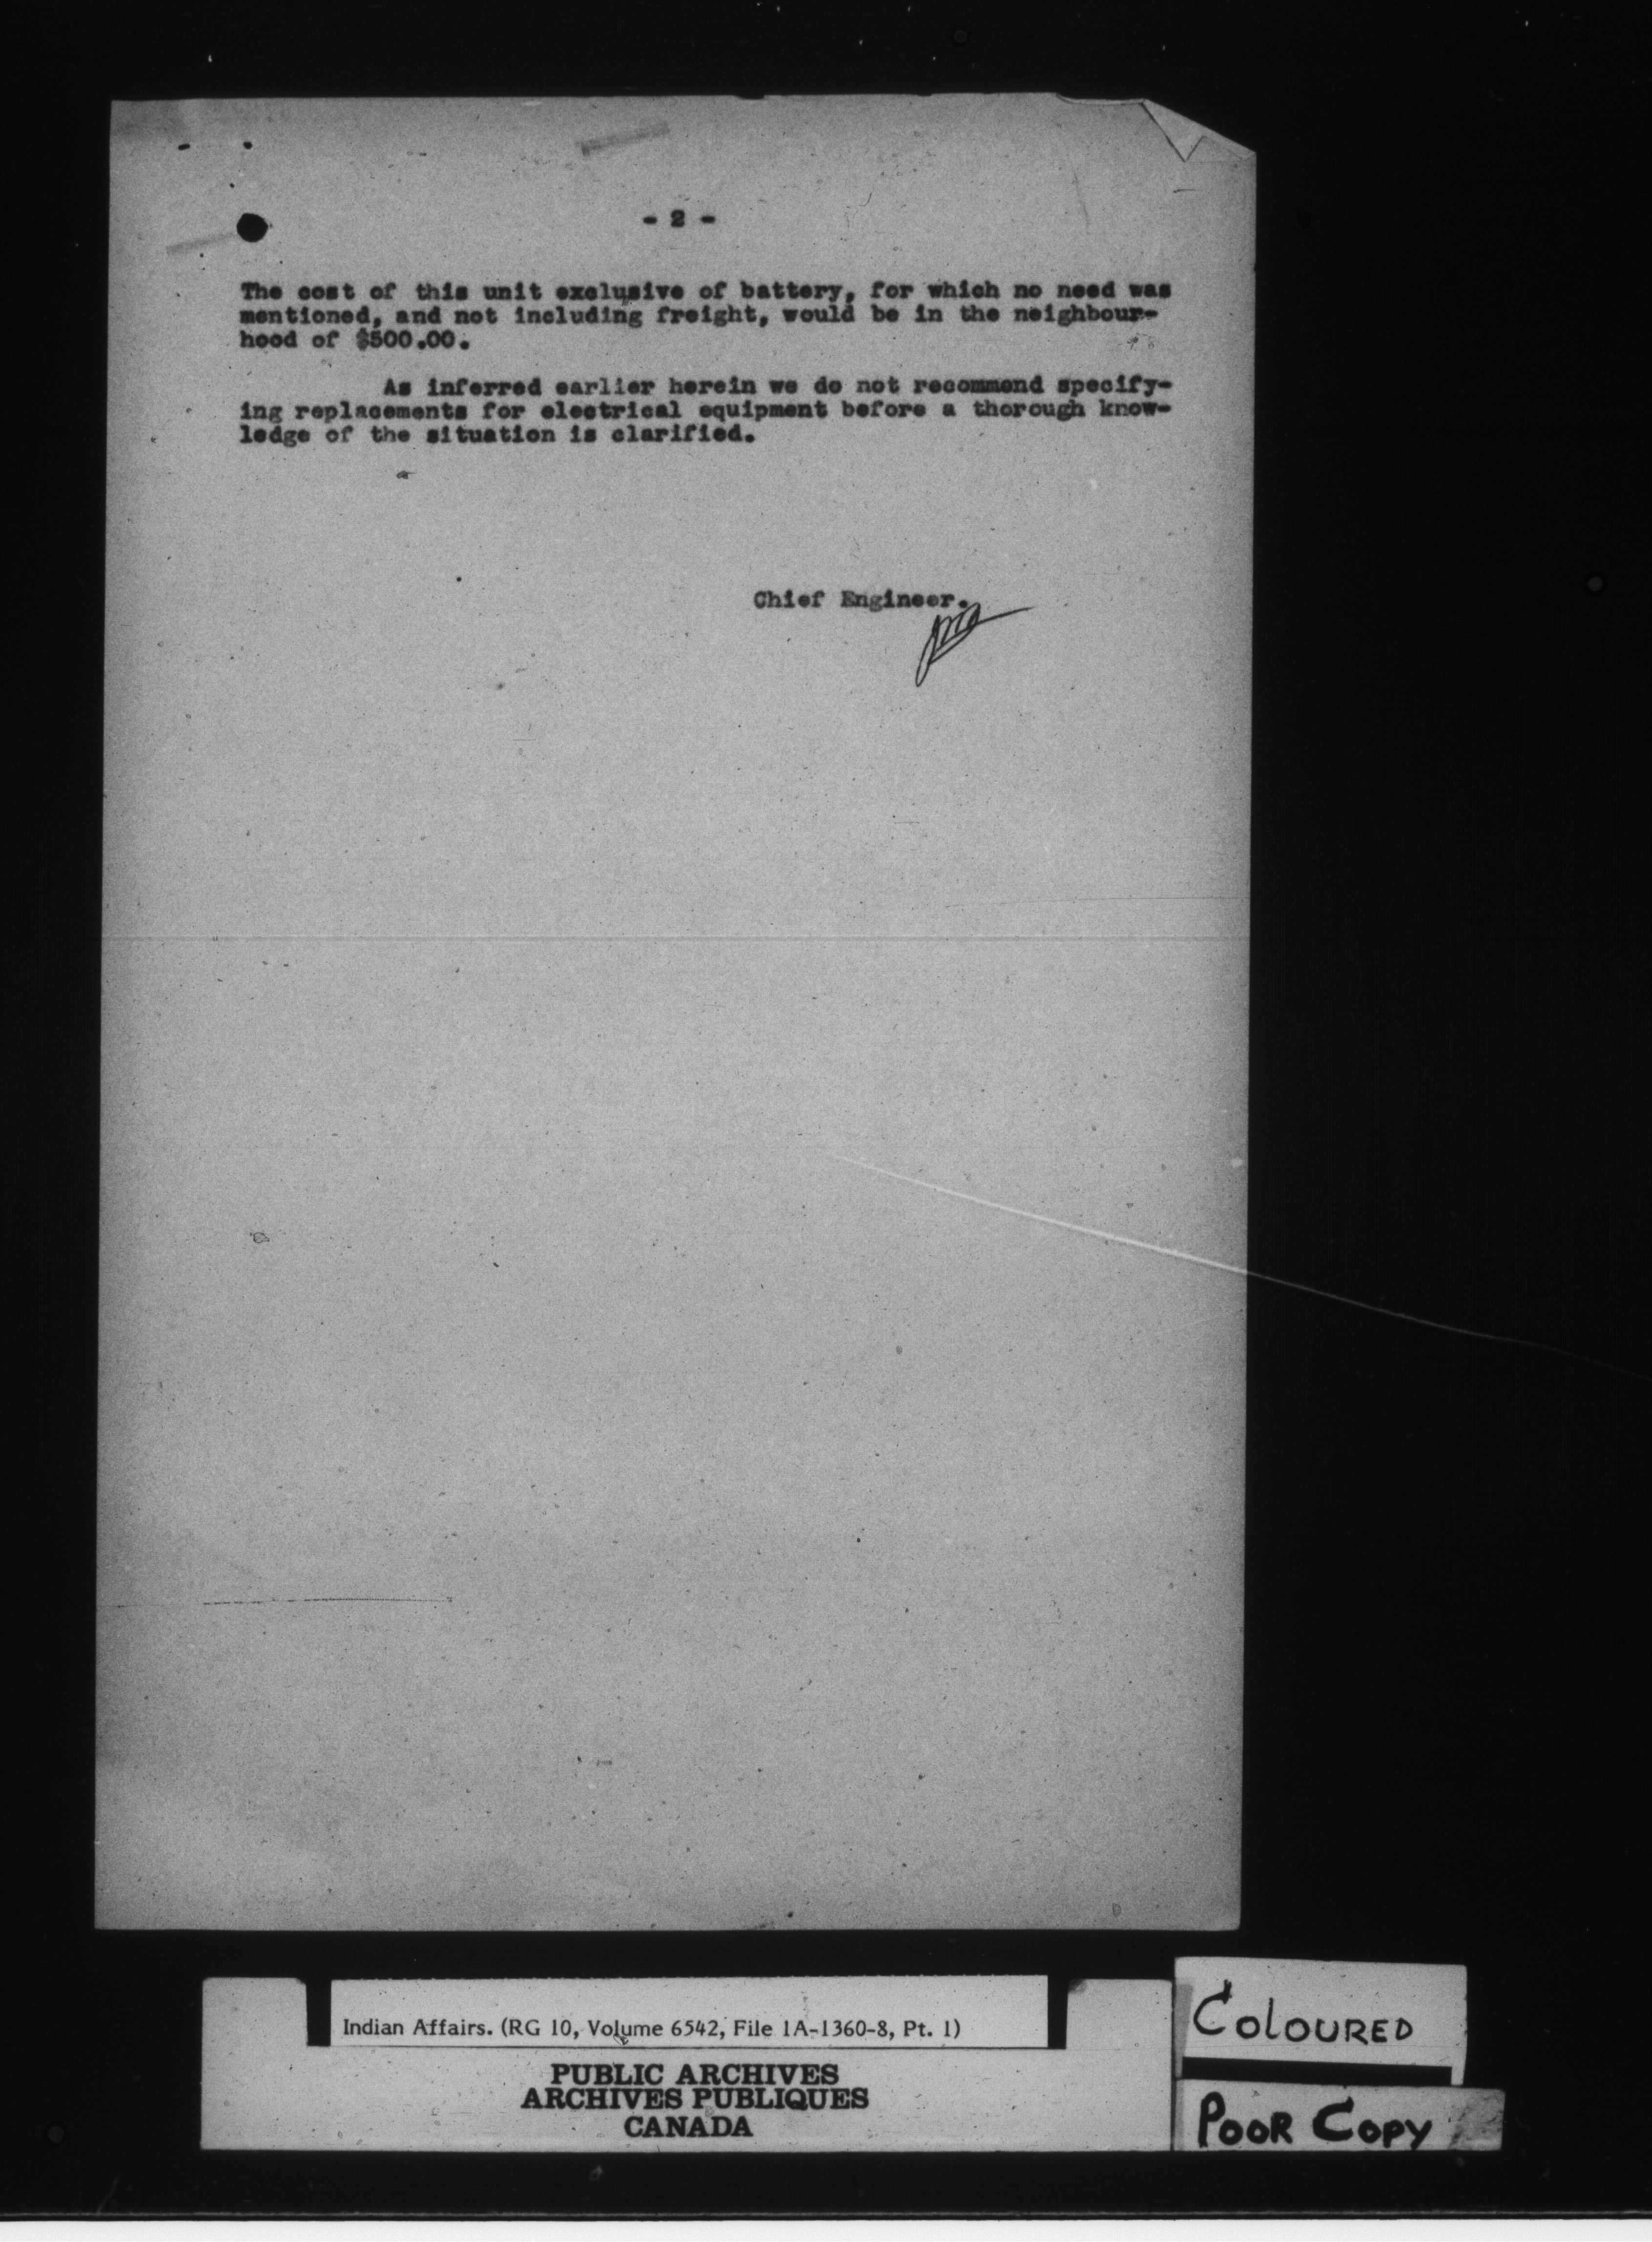 - 2 -
The cost of this unit exclusive of battery, for which no need was
mentioned, and not including freight, would be in the neighbour-
hood of $500.00.
As inferred earlier herein we do not recommend specify-
ing replacements for electrical equipment before a thorough know-
ledge of the situation is clarified.
Chief Engineer.
Indian Affairs. (RG 10, Volume 6542, File 1A-1360-8, Pt. 1)
PUBLIC ARCHIVES
ARCHIVES PUBLIQUES
CANADA
COLOURED
POOR COPY